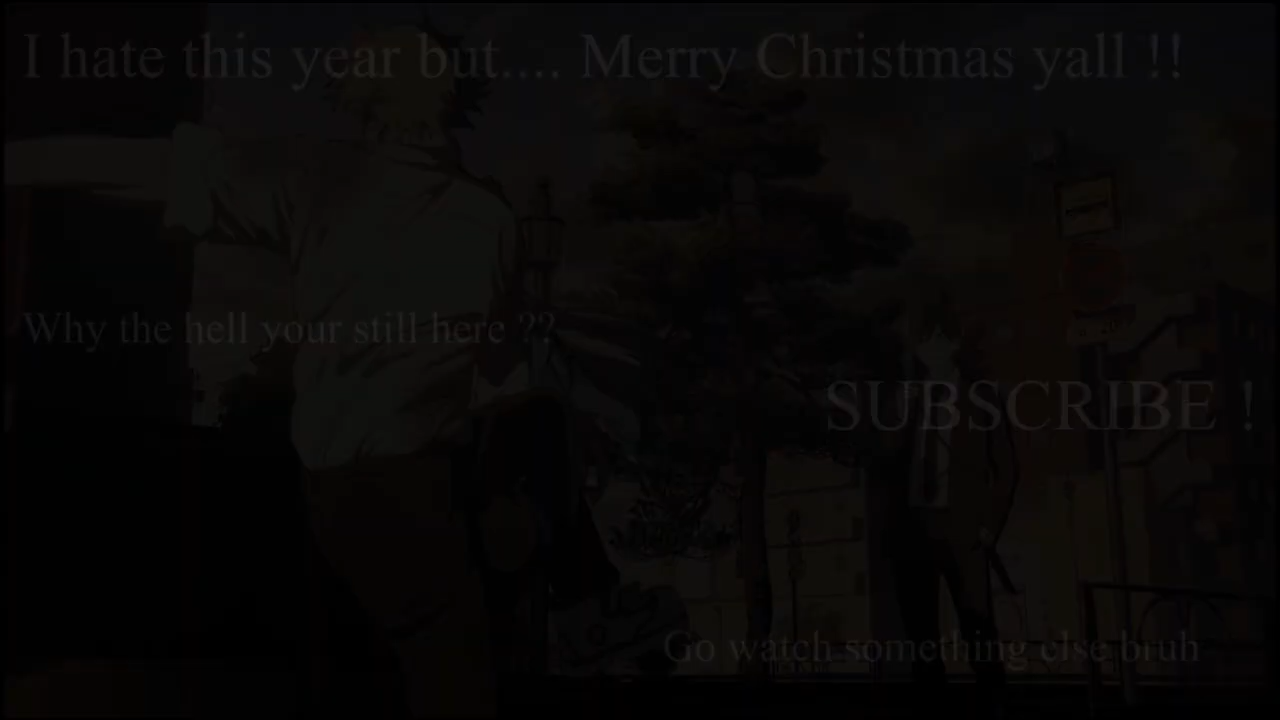 I hate this year but.... Merry Christmas yall !!
Why the hell your still here ??
SUBSCRIBE !
Go watch something else bruh